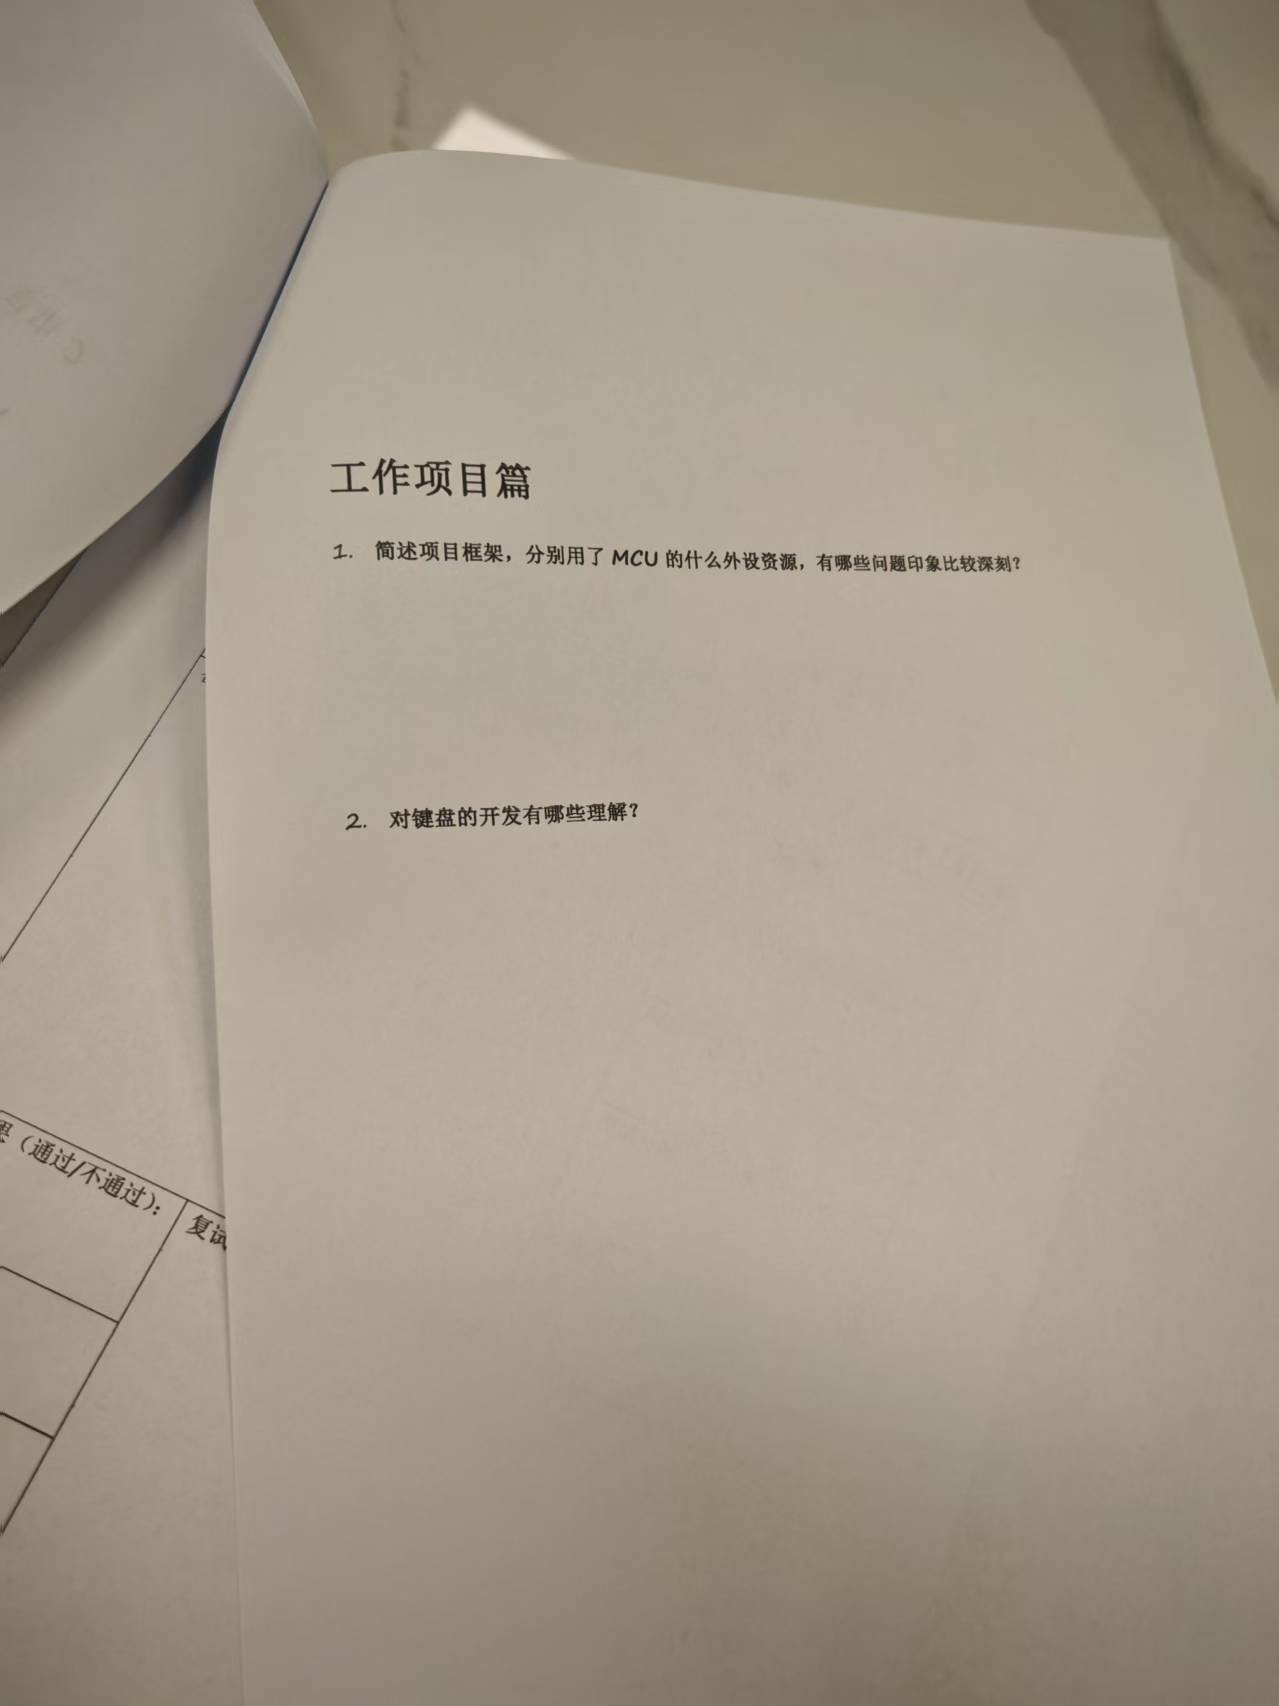 工作项目篇
1. 简述项目框架，分别用了 MCU 的什么外设资源，有哪些问题印象比较深刻？
2. 对键盘的开发有哪些理解？
（通过/不通）：
复试